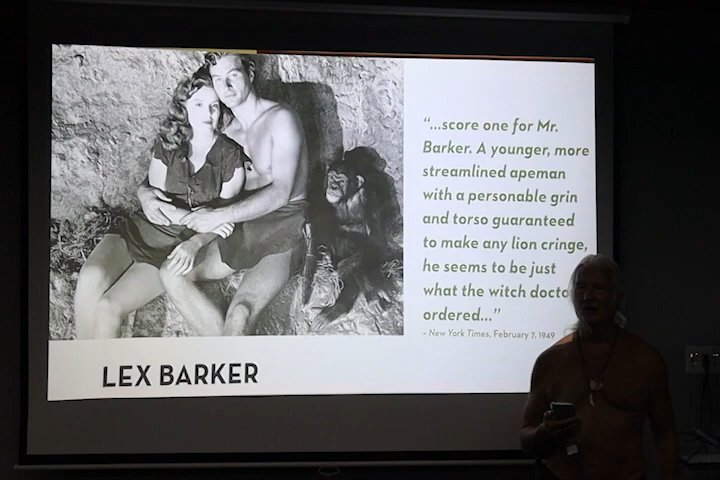 “...score one for Mr.
Barker. A younger, more
streamlined apeman
with a personable grin
and torso guaranteed
to make any lion cringe,
he seems to be just
what the witch docto
ordered...”
– New York Times, February 7, 1949
LEX BARKER